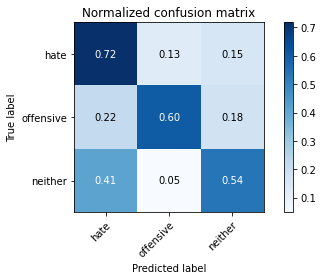 Normalized confusion matrix
True label
hate
offensive
neither
0.72 0.13 0.15
0.22 0.60 0.18
0.41 0.05 0.54
hate
offensive
neither
Predicted label
0.7
0.6
0.5
0.4
0.3
0.2
0.1